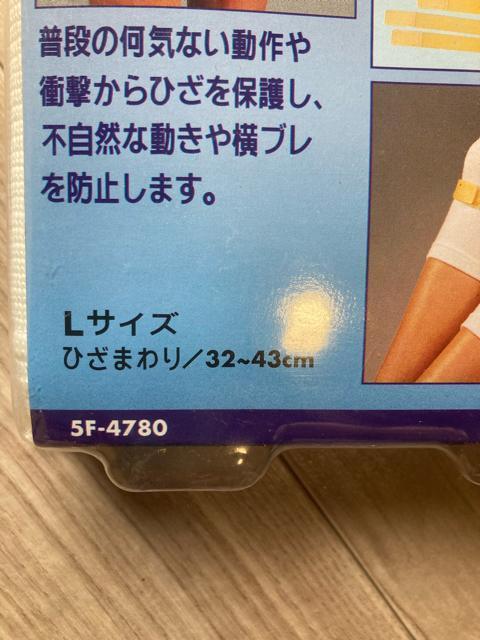 普段の何気ない動作や
衝撃からひざを保護し、
不自然な動きや横ブレ
を防止します。
Lサイズ
ひざまわり／32~43cm
5F-4780